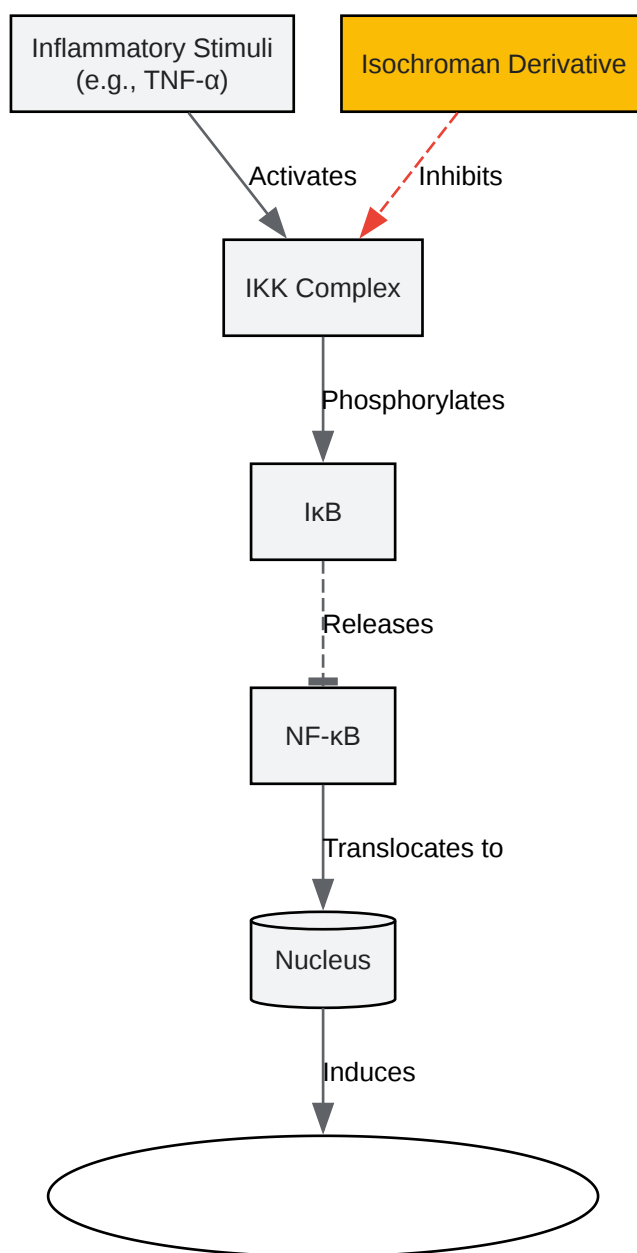 Inflammatory Stimuli
(e.g., TNF-α)
Isochroman Derivative
Activates
Inhibits
IKK Complex
Phosphorylates
IκB
Releases
NF-κB
Translocates to
Nucleus
Induces